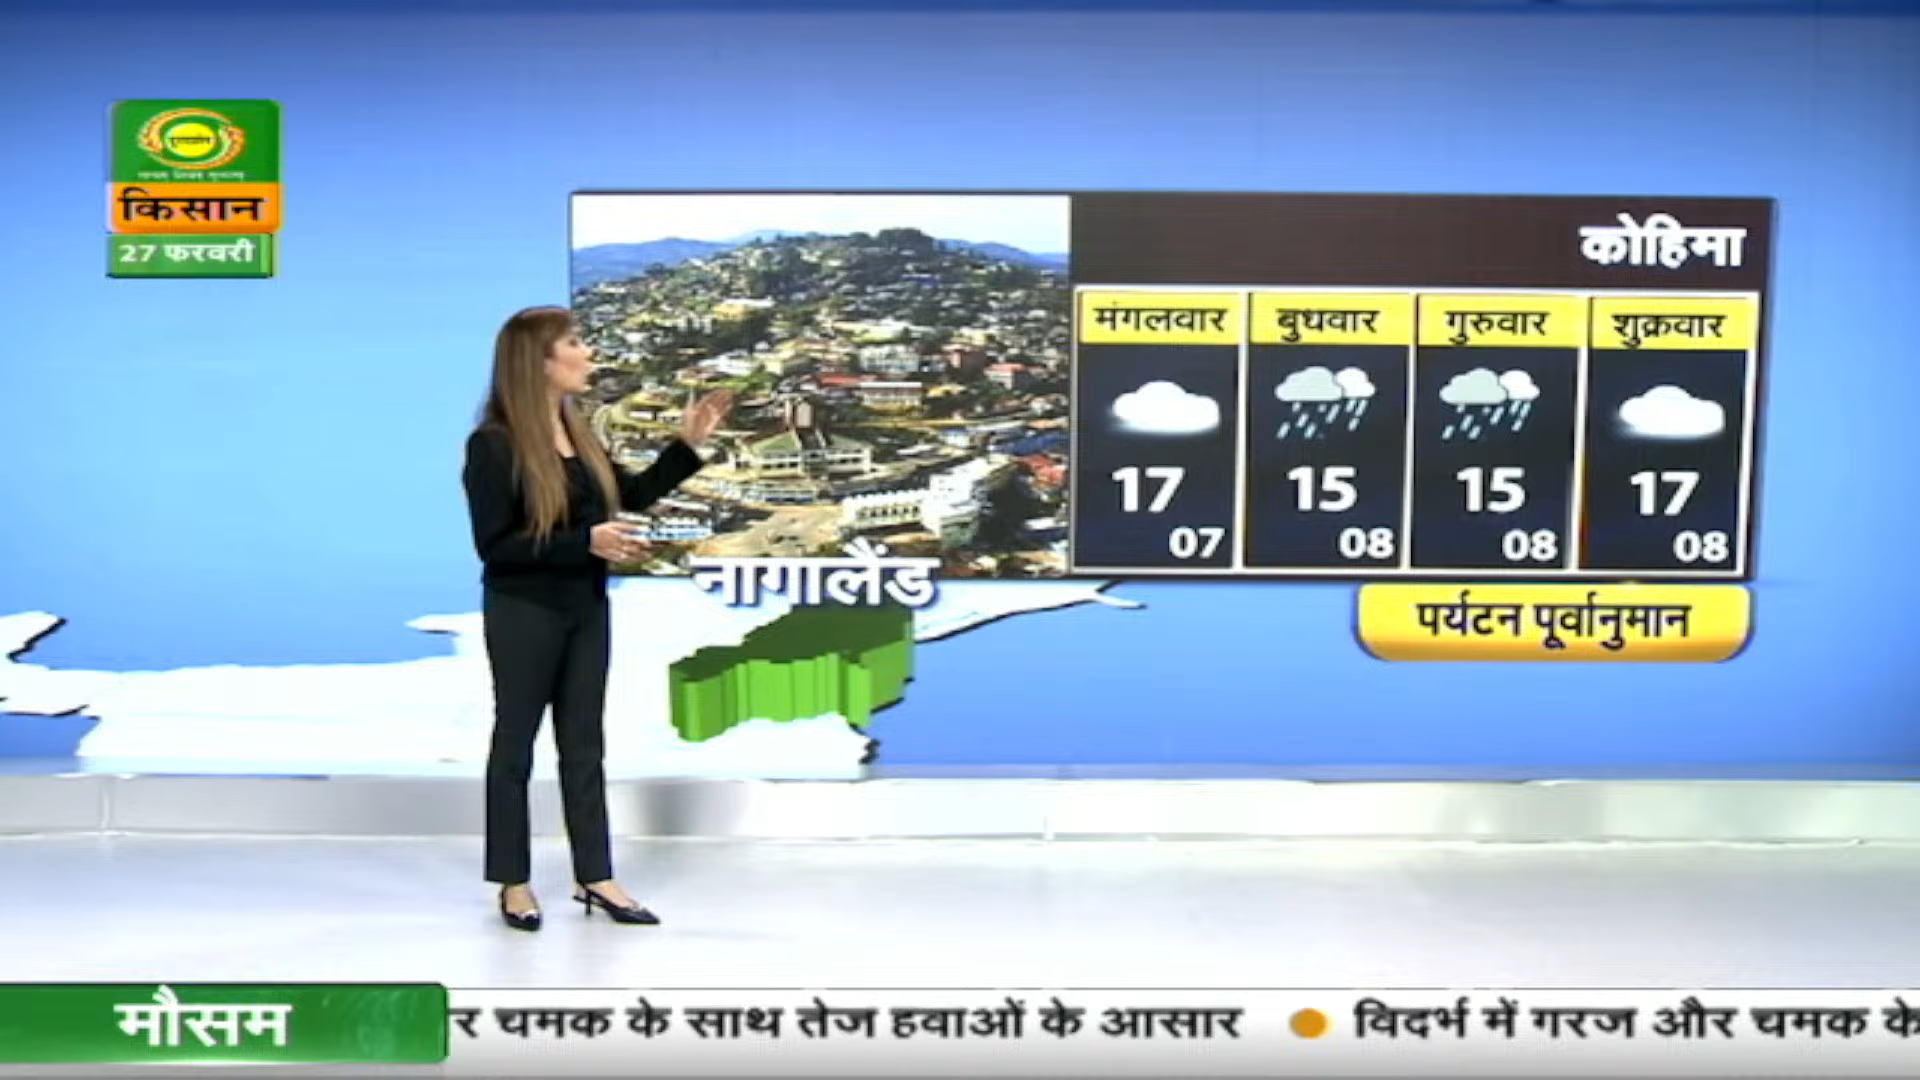 किसान
27 फरवरी
कोहिमा
मंगलवार बुधवार गुरुवार शुक्रवार
17 15 15 17
07 08 08 08
नागालैंड
पर्यटन पूर्वानुमान
मौसम
र चमक के साथ तेज हवाओं के आसार विदर्भ में गरज और चमक के